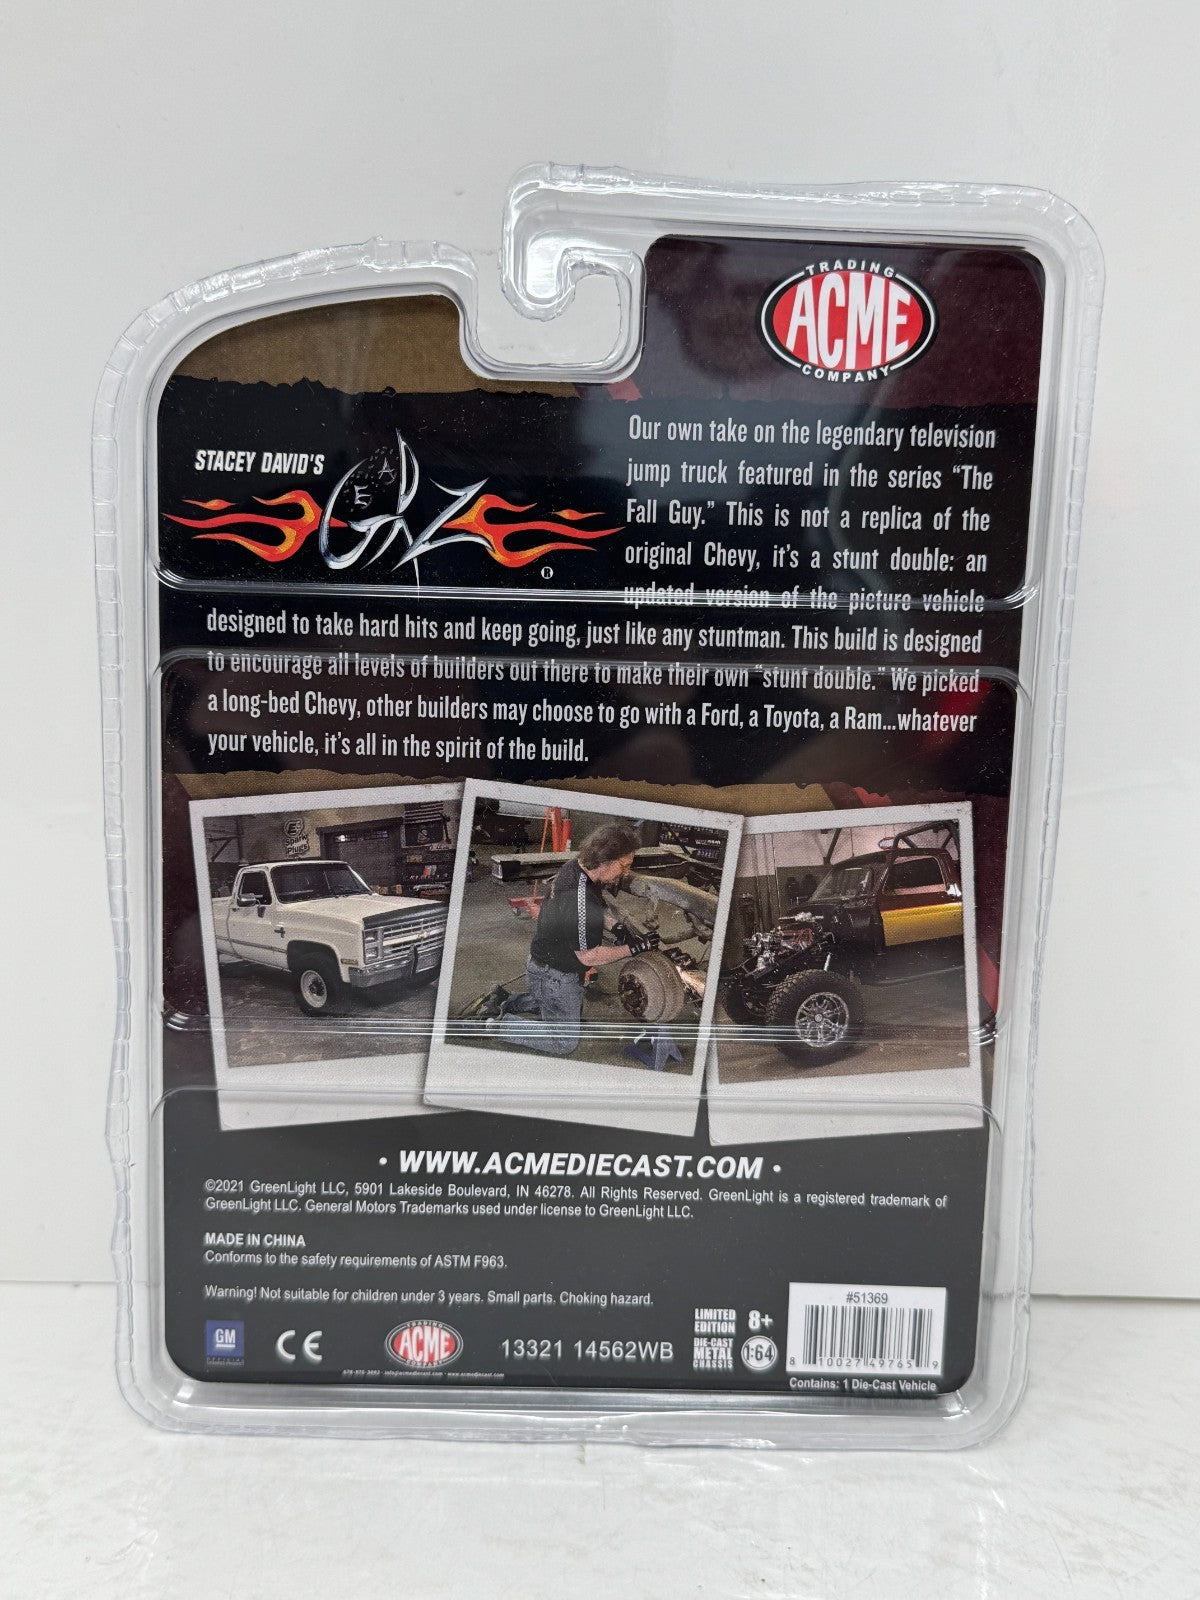 TRADING
ACME
COMPANY
STACEY DAVID'S
GEARZ
®
Our own take on the legendary television
jump truck featured in the series “The
Fall Guy.” This is not a replica of the
original Chevy, it’s a stunt double: an
updated version of the picture vehicle
designed to take hard hits and keep going, just like any stuntman. This build is designed
to encourage all levels of builders out there to make their own “stunt double.” We picked
a long-bed Chevy, other builders may choose to go with a Ford, a Toyota, a Ram...whatever
your vehicle, it’s all in the spirit of the build.
• WWW.ACMEDIECAST.COM •
©2021 GreenLight LLC, 5901 Lakeside Boulevard, IN 46278. All Rights Reserved. GreenLight is a registered trademark of
GreenLight LLC. General Motors Trademarks used under license to GreenLight LLC.
MADE IN CHINA
Conforms to the safety requirements of ASTM F963.
Warning! Not suitable for children under 3 years. Small parts. Choking hazard.
GM
CE
TRADING
ACME
COMPANY
13321 14562WB
LIMITED
EDITION
8+
DIE-CAST
METAL
CHASSIS
1:64
#51369
8 10027 49765 9
Contains: 1 Die-Cast Vehicle